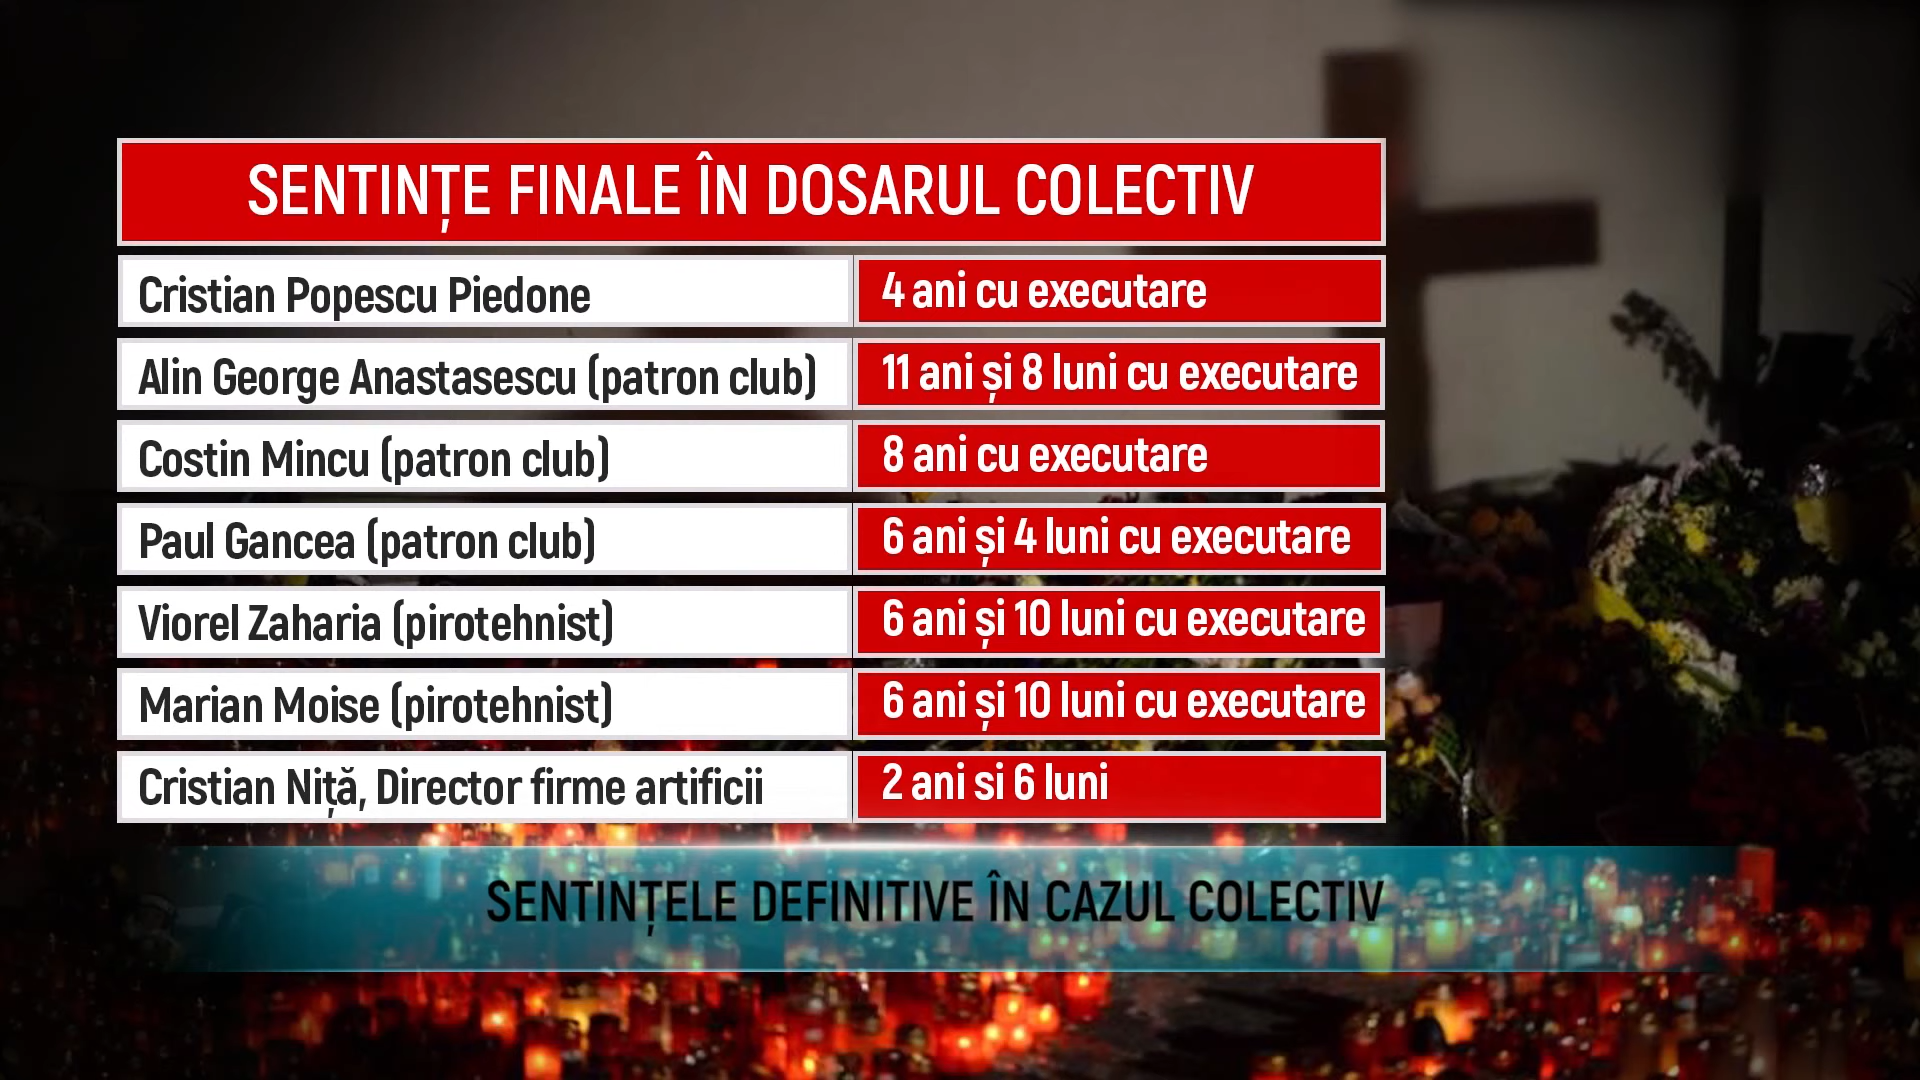 SENTINȚE FINALE ÎN DOSARUL COLECTIV
Cristian Popescu Piedone 4 ani cu executare
Alin George Anastasescu (patron club) 11 ani și 8 luni cu executare
Costin Mincu (patron club) 8 ani cu executare
Paul Gancea (patron club) 6 ani și 4 luni cu executare
Viorel Zaharia (pirotehnist) 6 ani și 10 luni cu executare
Marian Moise (pirotehnist) 6 ani și 10 luni cu executare
Cristian Niță, Director firme artificii 2 ani si 6 luni
SENTINȚELE DEFINITIVE ÎN CAZUL COLECTIV